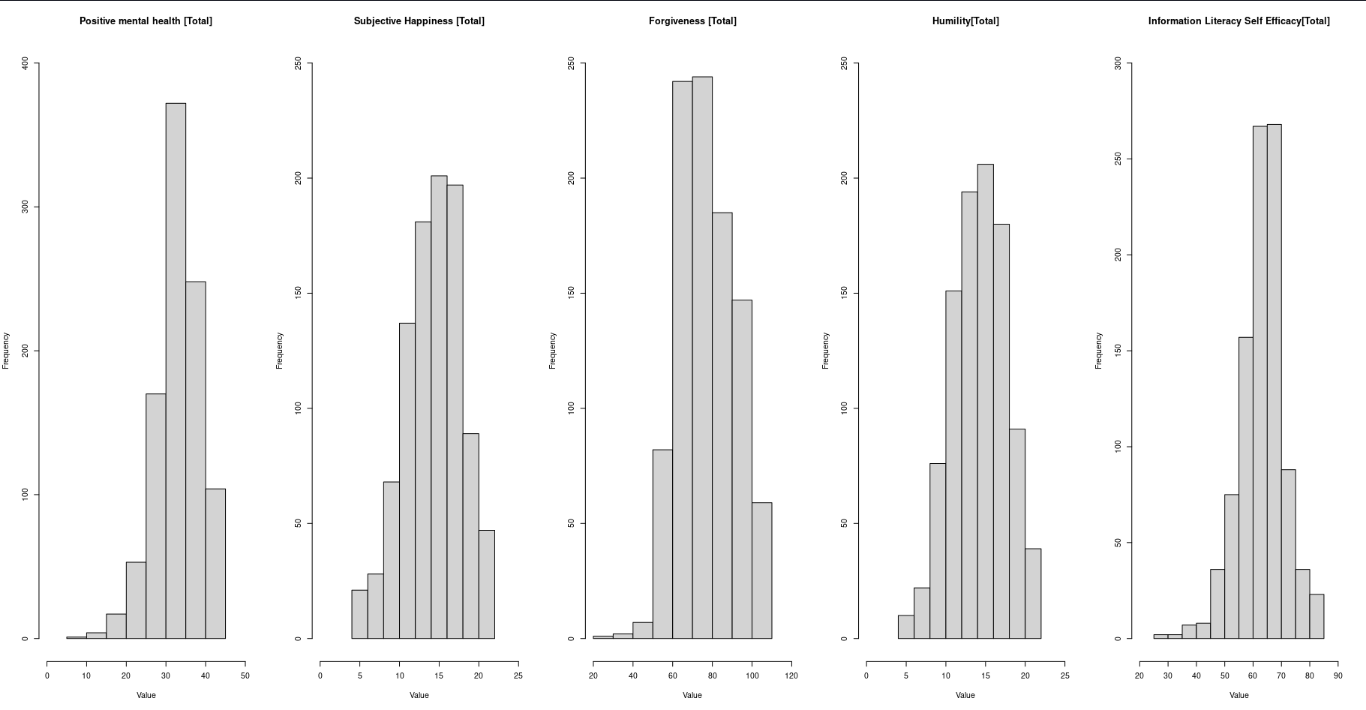 Positive mental health [Total]
Subjective Happiness [Total]
Forgiveness [Total]
Humility[Total]
Information Literacy Self Efficacy[Total]
Frequency
0 100 200 300 400
0 10 20 30 40 50
Value
Frequency
0 50 100 150 200 250
0 5 10 15 20 25
Value
Frequency
0 50 100 150 200 250
20 40 60 80 100 120
Value
Frequency
0 50 100 150 200 250
0 5 10 15 20 25
Value
Frequency
0 50 100 150 200 250 300
20 30 40 50 60 70 80 90
Value